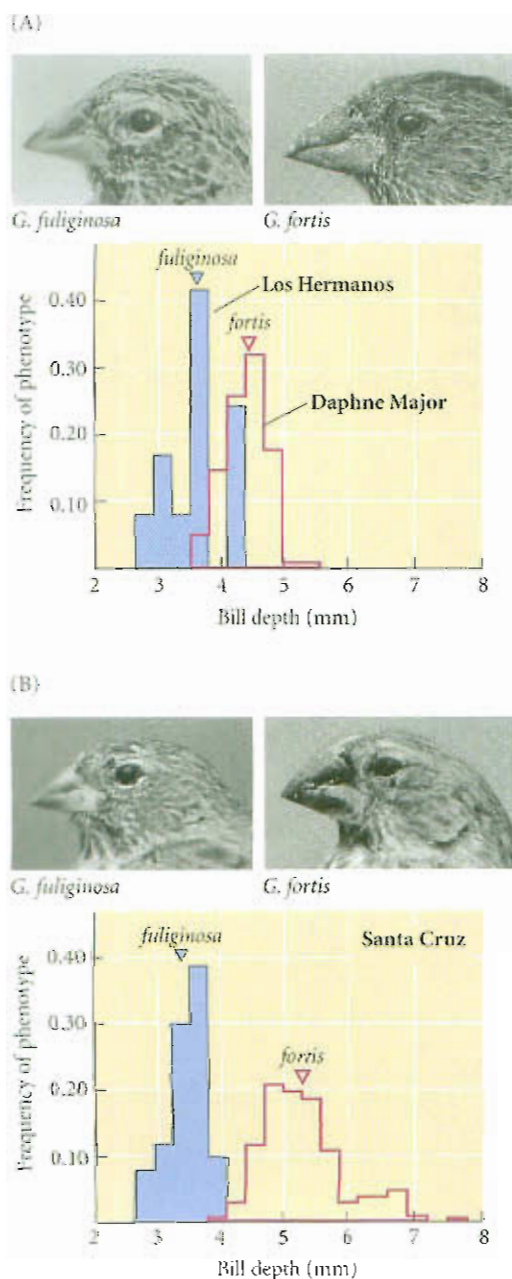 (A)
G. fuliginosa G. fortis
fuliginosa
Los Hermanos
fortis
Daphne Major
Frequency of phenotype
0.40
0.30
0.20
0.10
2 3 4 5 6 7 8
Bill depth (mm)
(B)
G. fuliginosa G. fortis
fuliginosa
Santa Cruz
fortis
Frequency of phenotype
0.40
0.30
0.20
0.10
2 3 4 5 6 7 8
Bill depth (mm)